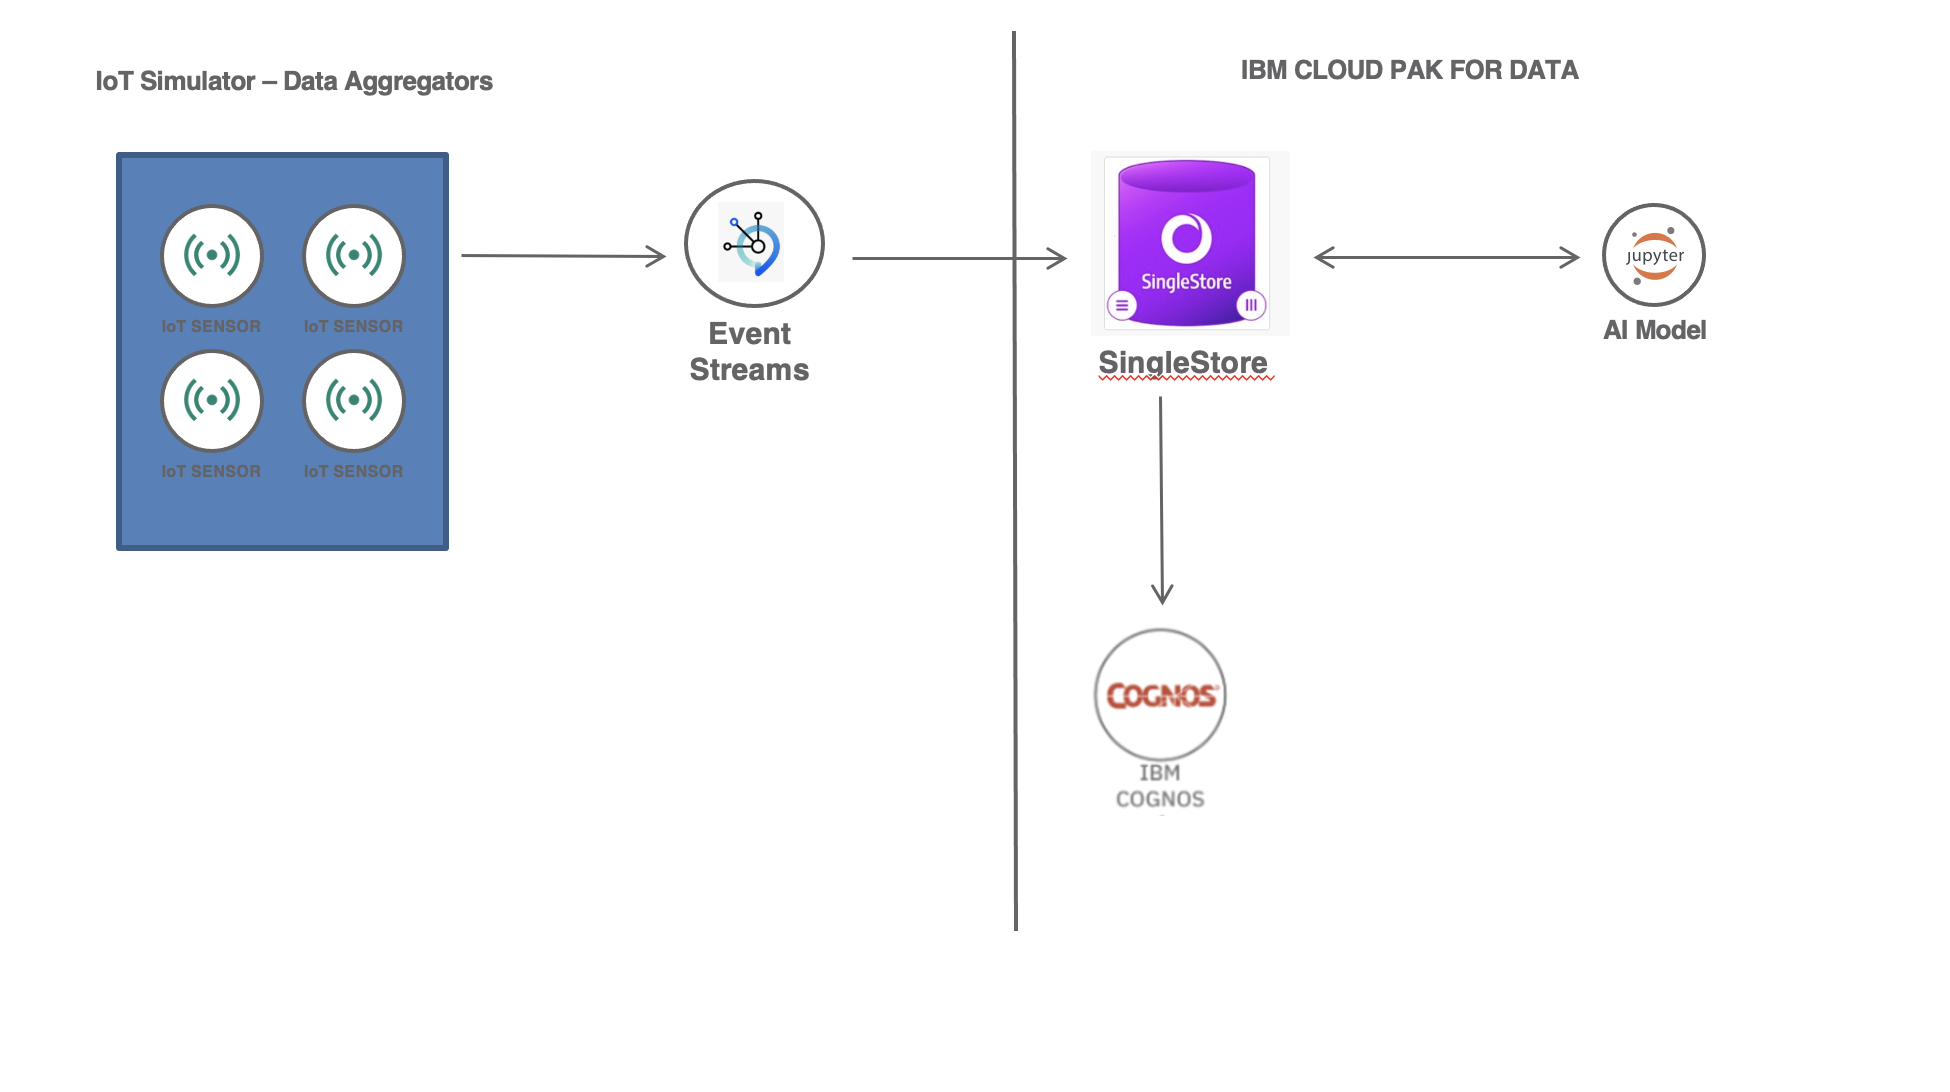 IoT Simulator – Data Aggregators
IBM CLOUD PAK FOR DATA
IoT SENSOR
IoT SENSOR
IoT SENSOR
IoT SENSOR
Event
Streams
SingleStore
SingleStore
jupyter
AI Model
COGNOS
IBM
COGNOS